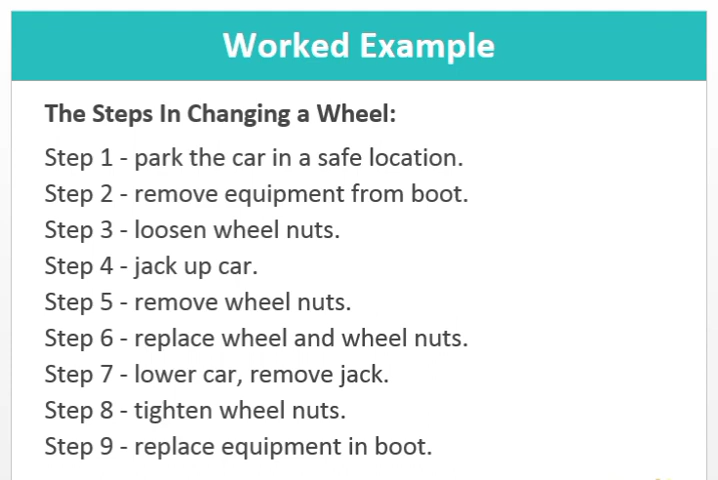 Worked Example
The Steps In Changing a Wheel:
Step 1 - park the car in a safe location.
Step 2 - remove equipment from boot.
Step 3 - loosen wheel nuts.
Step 4 - jack up car.
Step 5 - remove wheel nuts.
Step 6 - replace wheel and wheel nuts.
Step 7 - lower car, remove jack.
Step 8 - tighten wheel nuts.
Step 9 - replace equipment in boot.